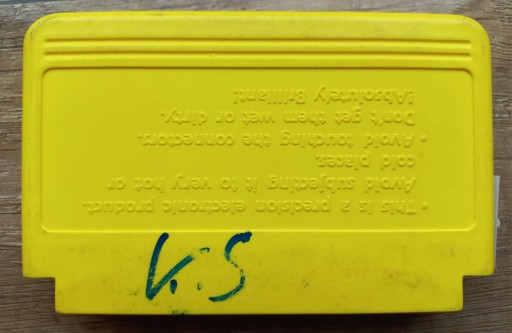 • This is a precision electronic product.
Avoid subjecting it to very hot or
cold places.
• Avoid touching the connectors.
Don't get them wet or dirty.
!Absolutely Brilliant!
V.S